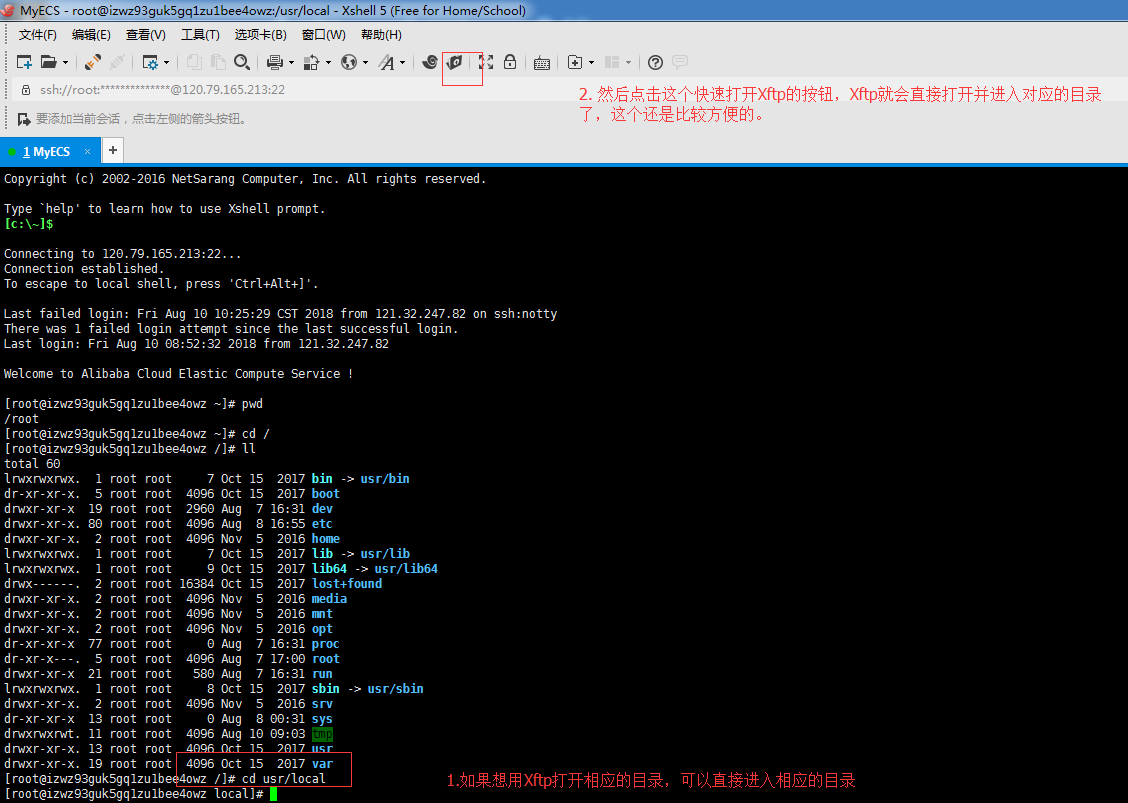 MyECS - root@izwz93guk5gq1zu1bee4owz:/usr/local - Xshell 5 (Free for Home/School)
文件(F) 编辑(E) 查看(V) 工具(T) 选项卡(B) 窗口(W) 帮助(H)
ssh://root:**************@120.79.165.213:22
2. 然后点击这个快速打开Xftp的按钮，Xftp就会直接打开并进入对应的目录
了，这个还是比较方便的。
要添加当前会话，点击左侧的箭头按钮。
1 MyECS × +
Copyright (c) 2002-2016 NetSarang Computer, Inc. All rights reserved.
Type `help' to learn how to use Xshell prompt.
[c:\~]$
Connecting to 120.79.165.213:22...
Connection established.
To escape to local shell, press 'Ctrl+Alt+]'.
Last failed login: Fri Aug 10 10:25:29 CST 2018 from 121.32.247.82 on ssh:notty
There was 1 failed login attempt since the last successful login.
Last login: Fri Aug 10 08:52:32 2018 from 121.32.247.82
Welcome to Alibaba Cloud Elastic Compute Service !
[root@izwz93guk5gq1zu1bee4owz ~]# pwd
/root
[root@izwz93guk5gq1zu1bee4owz ~]# cd /
[root@izwz93guk5gq1zu1bee4owz /]# ll
total 60
lrwxrwxrwx.  1 root root     7 Oct 15  2017 bin -> usr/bin
dr-xr-xr-x.  5 root root  4096 Oct 15  2017 boot
drwxr-xr-x  19 root root  2960 Aug  7 16:31 dev
drwxr-xr-x. 80 root root  4096 Aug  8 16:55 etc
drwxr-xr-x.  2 root root  4096 Nov  5  2016 home
lrwxrwxrwx.  1 root root     7 Oct 15  2017 lib -> usr/lib
lrwxrwxrwx.  1 root root     9 Oct 15  2017 lib64 -> usr/lib64
drwx------.  2 root root 16384 Oct 15  2017 lost+found
drwxr-xr-x.  2 root root  4096 Nov  5  2016 media
drwxr-xr-x.  2 root root  4096 Nov  5  2016 mnt
drwxr-xr-x.  2 root root  4096 Nov  5  2016 opt
dr-xr-xr-x  77 root root     0 Aug  7 16:31 proc
dr-xr-x---.  5 root root  4096 Aug  7 17:00 root
drwxr-xr-x  21 root root   580 Aug  7 16:31 run
lrwxrwxrwx.  1 root root     8 Oct 15  2017 sbin -> usr/sbin
drwxr-xr-x.  2 root root  4096 Nov  5  2016 srv
dr-xr-xr-x  13 root root     0 Aug  8 00:31 sys
drwxrwxrwt. 11 root root  4096 Aug 10 09:03 tmp
drwxr-xr-x. 13 root root  4096 Oct 15  2017 usr
drwxr-xr-x. 19 root root  4096 Oct 15  2017 var
[root@izwz93guk5gq1zu1bee4owz /]# cd usr/local
1.如果想用Xftp打开相应的目录，可以直接进入相应的目录
[root@izwz93guk5gq1zu1bee4owz local]#